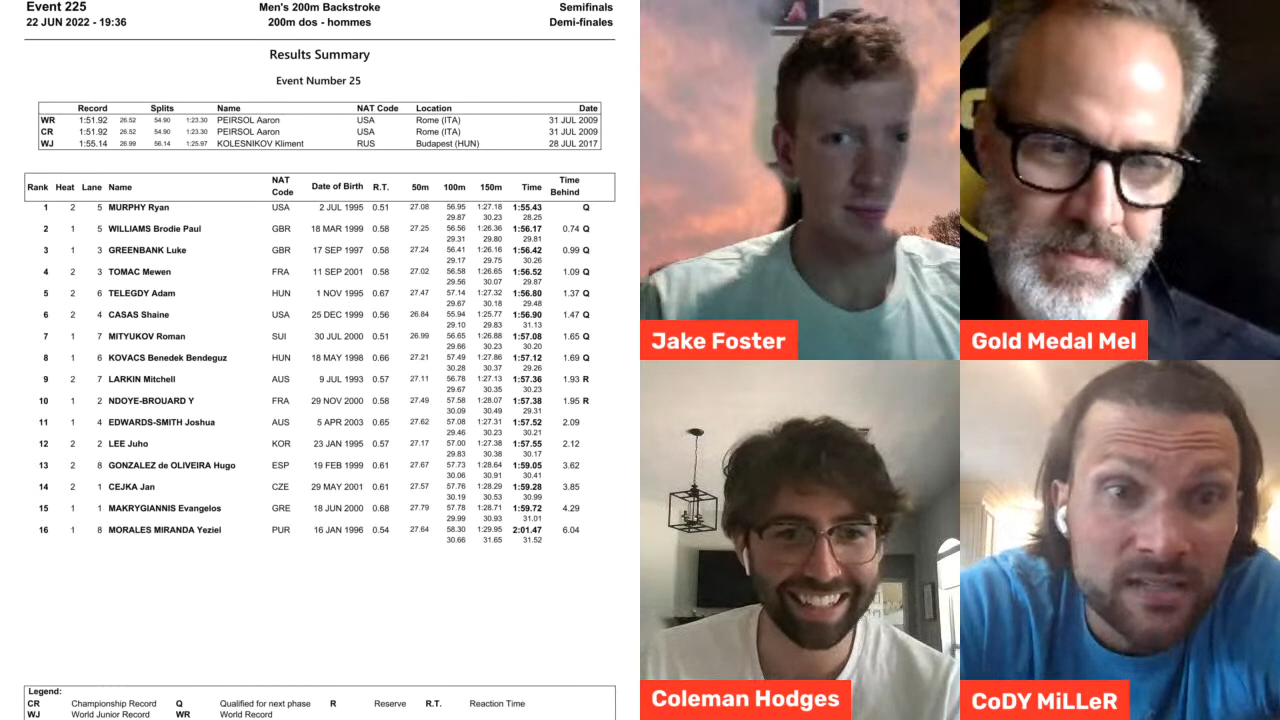 Event 225 Men's 200m Backstroke Semifinals
22 JUN 2022 - 19:36 200m dos - hommes Demi-finales
Results Summary
Event Number 25
Record Splits Name NAT Code Location Date
WR 1:51.92 26.52 54.90 1:23.30 PEIRSOL Aaron USA Rome (ITA) 31 JUL 2009
CR 1:51.92 26.52 54.90 1:23.30 PEIRSOL Aaron USA Rome (ITA) 31 JUL 2009
WJ 1:55.14 26.99 56.14 1:25.97 KOLESNIKOV Kliment RUS Budapest (HUN) 28 JUL 2017
Rank Heat Lane Name NAT Code Date of Birth R.T. 50m 100m 150m Time Time Behind
1 2 5 MURPHY Ryan USA 2 JUL 1995 0.51 27.08 56.95 1:27.18 1:55.43 Q
29.87 30.23 28.25
2 1 5 WILLIAMS Brodie Paul GBR 18 MAR 1999 0.58 27.25 56.56 1:26.36 1:56.17 0.74 Q
29.31 29.80 29.81
3 1 3 GREENBANK Luke GBR 17 SEP 1997 0.58 27.24 56.41 1:26.16 1:56.42 0.99 Q
29.17 29.75 30.26
4 2 3 TOMAC Mewen FRA 11 SEP 2001 0.58 27.02 56.58 1:26.65 1:56.52 1.09 Q
29.56 30.07 29.87
5 2 6 TELEGDY Adam HUN 1 NOV 1995 0.67 27.47 57.14 1:27.32 1:56.80 1.37 Q
29.67 30.18 29.48
6 2 4 CASAS Shaine USA 25 DEC 1999 0.56 26.84 55.94 1:25.77 1:56.90 1.47 Q
29.10 29.83 31.13
7 1 7 MITYUKOV Roman SUI 30 JUL 2000 0.51 26.99 56.65 1:26.88 1:57.08 1.65 Q
29.66 30.23 30.20
8 1 6 KOVACS Benedek Bendeguz HUN 18 MAY 1998 0.66 27.21 57.49 1:27.86 1:57.12 1.69 Q
30.28 30.37 29.26
9 2 7 LARKIN Mitchell AUS 9 JUL 1993 0.57 27.11 56.78 1:27.13 1:57.36 1.93 R
29.67 30.35 30.23
10 1 2 NDOYE-BROUARD Y FRA 29 NOV 2000 0.58 27.49 57.58 1:28.07 1:57.38 1.95 R
30.09 30.49 29.31
11 1 4 EDWARDS-SMITH Joshua AUS 5 APR 2003 0.65 27.62 57.08 1:27.31 1:57.52 2.09
29.46 30.23 30.21
12 2 2 LEE Juho KOR 23 JAN 1995 0.57 27.17 57.00 1:27.38 1:57.55 2.12
29.83 30.38 30.17
13 2 8 GONZALEZ de OLIVEIRA Hugo ESP 19 FEB 1999 0.61 27.67 57.73 1:28.64 1:59.05 3.62
30.06 30.91 30.41
14 2 1 CEJKA Jan CZE 29 MAY 2001 0.61 27.57 57.76 1:28.29 1:59.28 3.85
30.19 30.53 30.99
15 1 1 MAKRYGIANNIS Evangelos GRE 18 JUN 2000 0.68 27.79 57.78 1:28.71 1:59.72 4.29
29.99 30.93 31.01
16 1 8 MORALES MIRANDA Yeziel PUR 16 JAN 1996 0.54 27.64 58.30 1:29.95 2:01.47 6.04
30.66 31.65 31.52
Legend:
CR Championship Record Q Qualified for next phase R Reserve R.T. Reaction Time
WJ World Junior Record WR World Record
Jake Foster
Gold Medal Mel
Coleman Hodges
CoDY MiLLeR